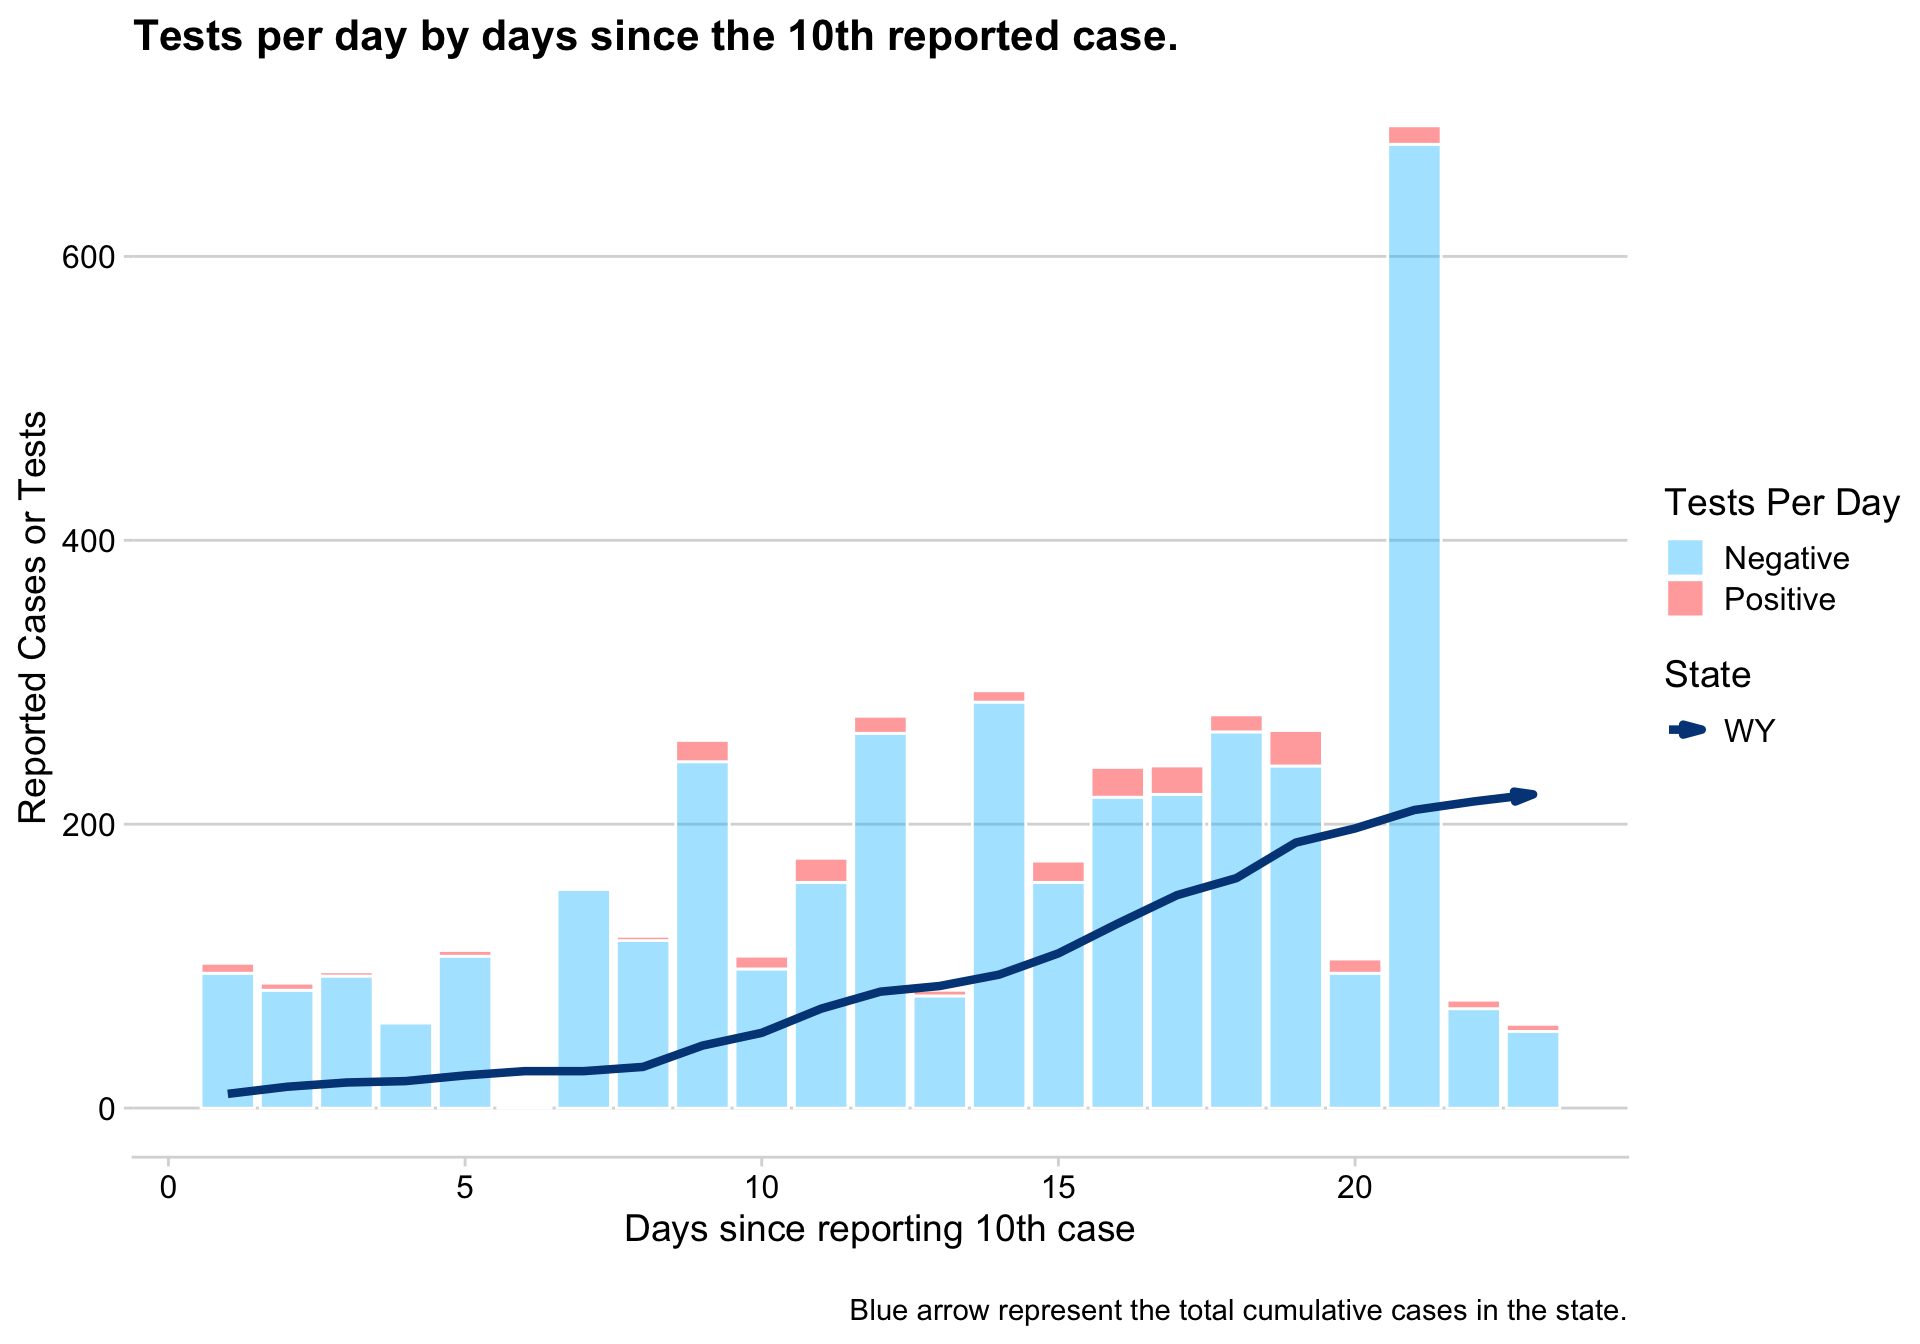 Tests per day by days since the 10th reported case.
Reported Cases or Tests
600
400
200
0
0 5 10 15 20
Days since reporting 10th case
Tests Per Day
Negative
Positive
State
WY
Blue arrow represent the total cumulative cases in the state.